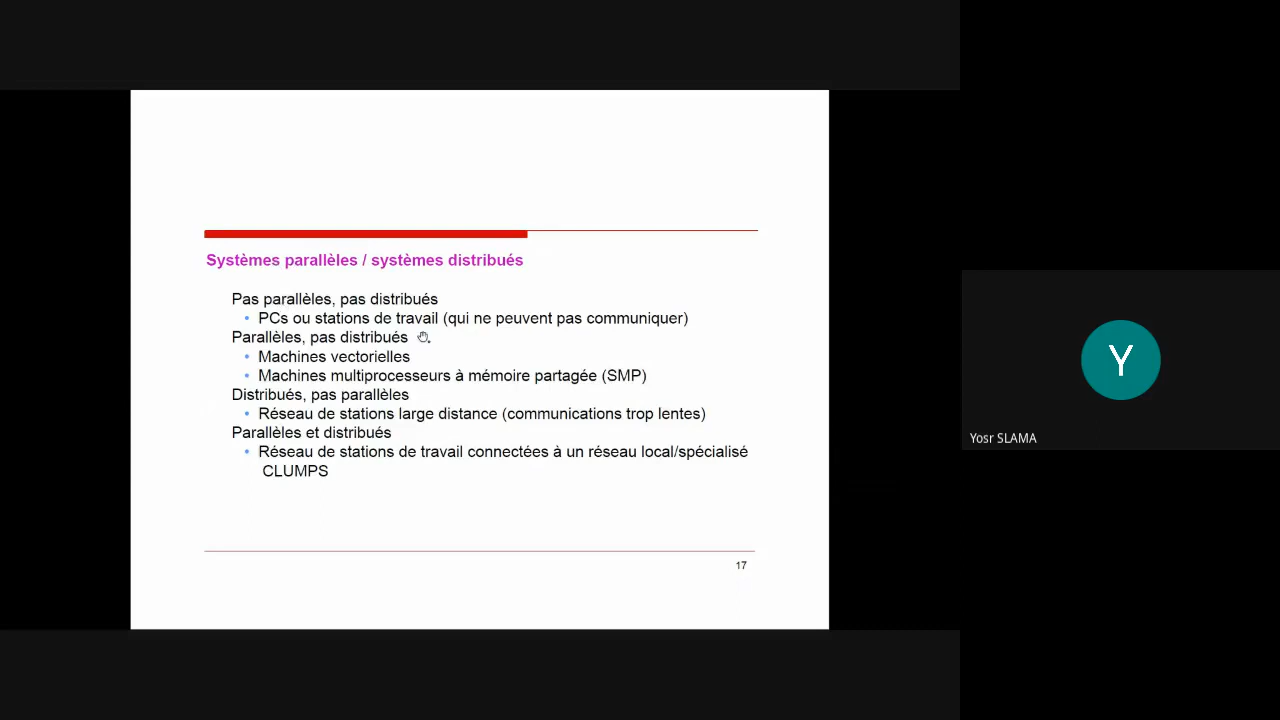 Systèmes parallèles / systèmes distribués
Pas parallèles, pas distribués
• PCs ou stations de travail (qui ne peuvent pas communiquer)
Parallèles, pas distribués
• Machines vectorielles
• Machines multiprocesseurs à mémoire partagée (SMP)
Distribués, pas parallèles
• Réseau de stations large distance (communications trop lentes)
Parallèles et distribués
• Réseau de stations de travail connectées à un réseau local/spécialisé
CLUMPS
17
Y
Yosr SLAMA